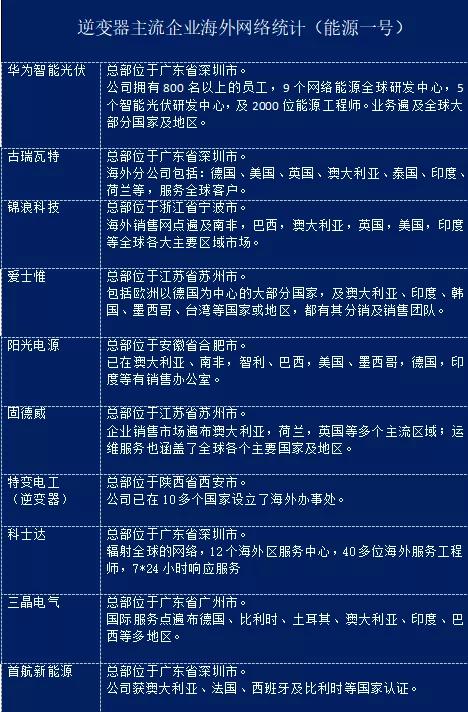 逆变器主流企业海外网络统计（能源一号）
华为智能光伏
总部位于广东省深圳市。
公司拥有800名以上的员工，9个网络能源全球研发中心，5
个智能光伏研发中心，及2000位能源工程师。业务遍及全球大
部分国家及地区。
古瑞瓦特
总部位于广东省深圳市。
海外分公司包括：德国、美国、英国、澳大利亚、泰国、印度、
荷兰等，服务全球客户。
锦浪科技
总部位于浙江省宁波市。
海外销售网点遍及南非，巴西，澳大利亚，英国，美国，印度
等全球各大主要区域市场。
爱士惟
总部位于江苏省苏州市。
包括欧洲以德国为中心的大部分国家，及澳大利亚、印度、韩
国、墨西哥、台湾等国家或地区，都有其分销及销售团队。
阳光电源
总部位于安徽省合肥市。
已在澳大利亚、南非，智利、巴西，美国、墨西哥，德国，印
度等有销售办公室。
固德威
总部位于江苏省苏州市。
企业销售市场遍布澳大利亚，荷兰，英国等多个主流区域；运
维服务也涵盖了全球各个主要国家及地区。
特变电工
（逆变器）
总部位于陕西省西安市。
公司已在10多个国家设立了海外办事处。
科士达
总部位于广东省深圳市。
辐射全球的网络，12个海外区服务中心，40多位海外服务工程
师，7*24小时响应服务
三晶电气
总部位于广东省广州市。
国际服务点遍布德国、比利时、土耳其、澳大利亚、印度、巴
西等多地区。
首航新能源
总部位于广东省深圳市。
公司获澳大利亚、法国、西班牙及比利时等国家认证。